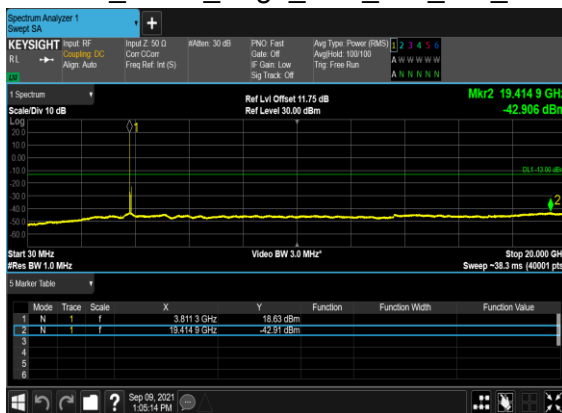 Spectrum Analyzer 1
Swept SA
KEYSIGHT
RL
Input: RF
Coupling: DC
Align: Auto
Input Z: 50 Ω
Corr CCorr
Freq Ref: Int (S)
#Atten: 30 dB
PNO: Fast
Gate: Off
IF Gain: Low
Sig Track: Off
Avg Type: Power (RMS)
Avg|Hold: 100/100
Trig: Free Run
1 2 3 4 5 6
A W W W W W
A N N N N N
1 Spectrum
Scale/Div 10 dB
Ref Lvl Offset 11.75 dB
Ref Level 30.00 dBm
Mkr2 19.414 9 GHz
-42.906 dBm
Log
20.0
10.0
0.00
-10.0
-20.0
-30.0
-40.0
-50.0
-60.0
1
DL1 -13.00 dBm
2
Start 30 MHz
#Res BW 1.0 MHz
Video BW 3.0 MHz*
Stop 20.000 GHz
Sweep ~38.3 ms (40001 pts)
5 Marker Table
Mode Trace Scale X Y Function Function Width Function Value
1 N 1 f 3.811 3 GHz 18.63 dBm
2 N 1 f 19.414 9 GHz -42.91 dBm
3
4
5
6
?
Sep 09, 2021
1:05:14 PM